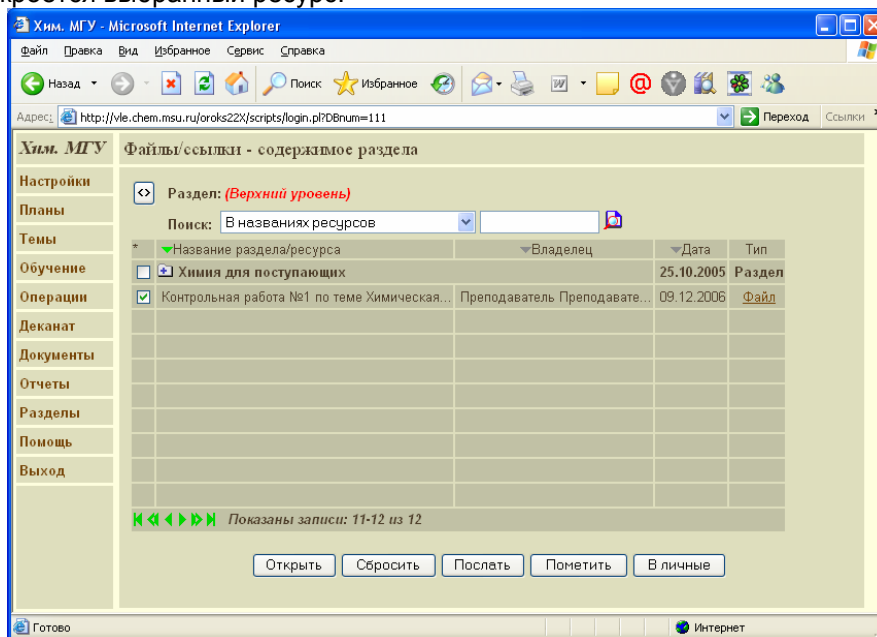 кроется выбранный ресурс.
Хим. МГУ - Microsoft Internet Explorer
Файл Правка Вид Избранное Сервис Справка
Назад Поиск Избранное
Адрес: http://vle.chem.msu.ru/oroks22X/scripts/login.pl?DBnum=111 Переход Ссылки »
Хим. МГУ Файлы/ссылки - содержимое раздела
Настройки
Планы
Темы
Обучение
Операции
Деканат
Документы
Отчеты
Разделы
Помощь
Выход
<> Раздел: (Верхний уровень)
Поиск: В названиях ресурсов
* Название раздела/ресурса Владелец Дата Тип
Химия для поступающих 25.10.2005 Раздел
Контрольная работа №1 по теме Химическая... Преподаватель Преподавате... 09.12.2006 Файл
Показаны записи: 11-12 из 12
Открыть Сбросить Послать Пометить В личные
Готово Интернет